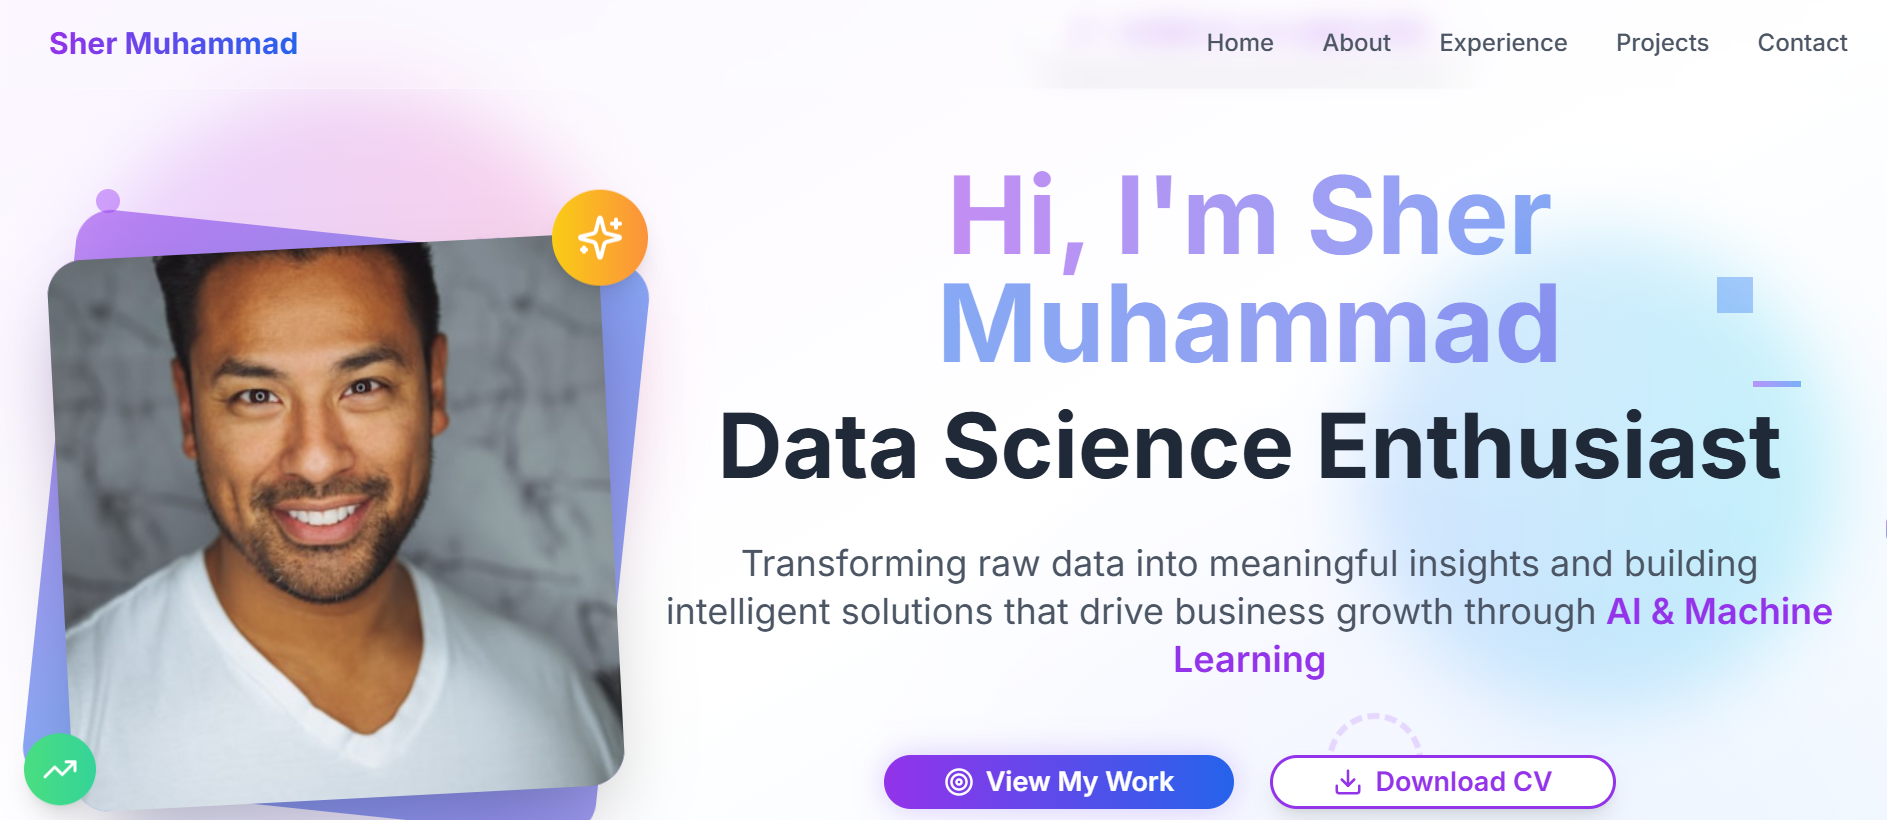 Sher Muhammad
Home About Experience Projects Contact
Hi, I'm Sher
Muhammad
Data Science Enthusiast
Transforming raw data into meaningful insights and building
intelligent solutions that drive business growth through AI & Machine
Learning
View My Work
Download CV